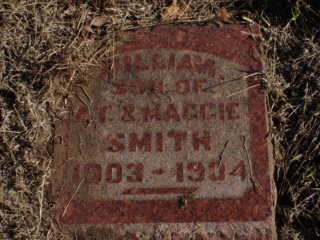 WILLIAM
SON OF
A.T. & MAGGIE
SMITH
1903 - 1904